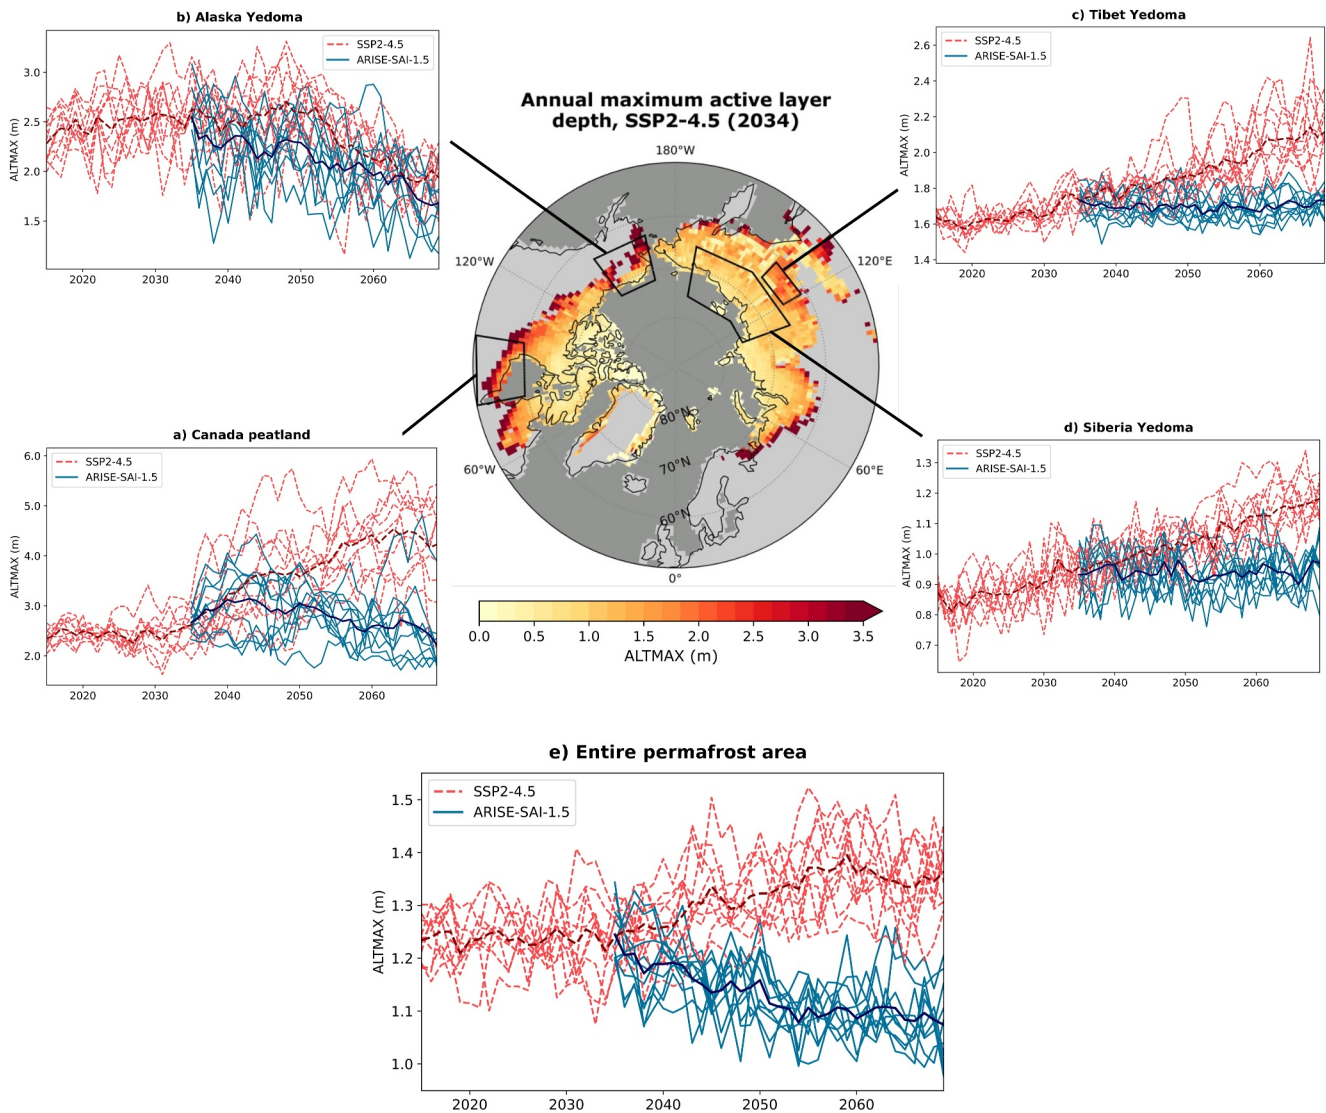 b) Alaska Yedoma
SSP2-4.5
ARISE-SAI-1.5
ALTMAX (m)
3.0
2.5
2.0
1.5
2020 2030 2040 2050 2060
c) Tibet Yedoma
SSP2-4.5
ARISE-SAI-1.5
ALTMAX (m)
2.6
2.4
2.2
2.0
1.8
1.6
1.4
2020 2030 2040 2050 2060
Annual maximum active layer
depth, SSP2-4.5 (2034)
180°W
120°W
120°E
60°W
60°E
0°
80°N
70°N
60°N
0.0 0.5 1.0 1.5 2.0 2.5 3.0 3.5
ALTMAX (m)
a) Canada peatland
SSP2-4.5
ARISE-SAI-1.5
ALTMAX (m)
6.0
5.0
4.0
3.0
2.0
2020 2030 2040 2050 2060
d) Siberia Yedoma
SSP2-4.5
ARISE-SAI-1.5
ALTMAX (m)
1.3
1.2
1.1
1.0
0.9
0.8
0.7
2020 2030 2040 2050 2060
e) Entire permafrost area
SSP2-4.5
ARISE-SAI-1.5
ALTMAX (m)
1.5
1.4
1.3
1.2
1.1
1.0
2020 2030 2040 2050 2060